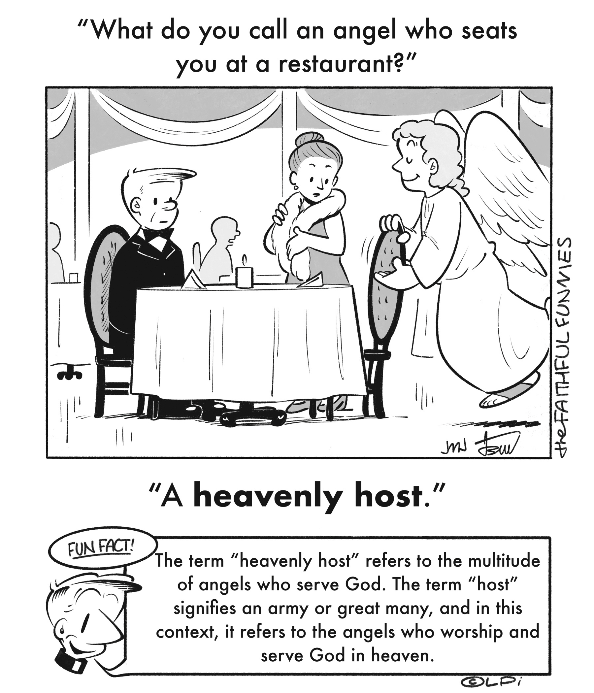 “What do you call an angel who seats
you at a restaurant?”
the FAITHFUL FUNNIES
“A heavenly host.”
FUN FACT!
The term “heavenly host” refers to the multitude
of angels who serve God. The term “host”
signifies an army or great many, and in this
context, it refers to the angels who worship and
serve God in heaven.
©LPi